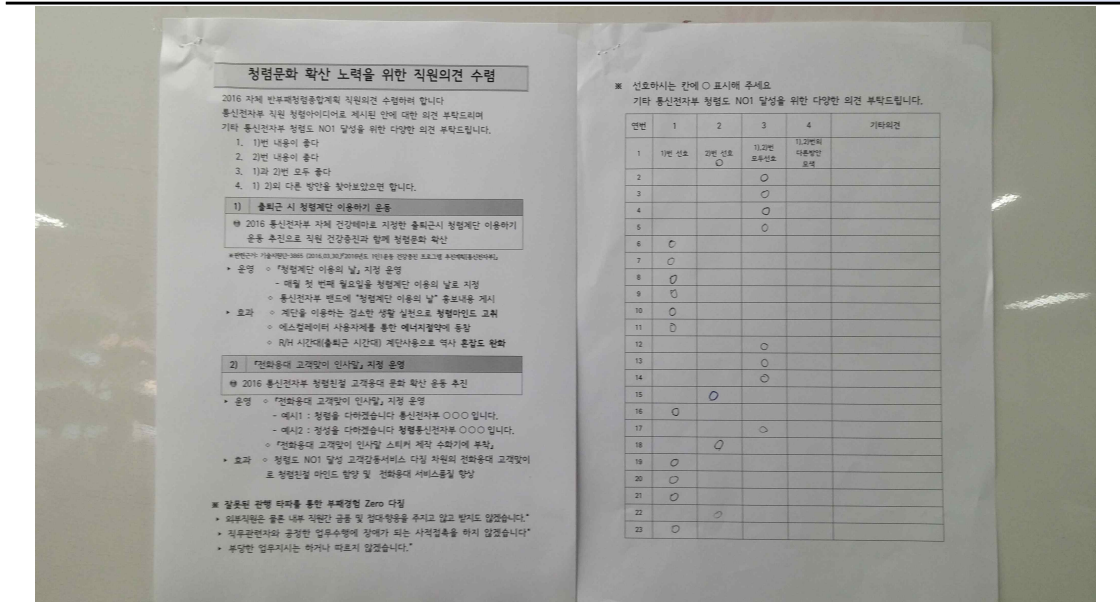 청렴문화 확산 노력을 위한 직원의견 수렴
2016 자체 반부패청렴종합계획 직원의견 수렴하려 합니다
통신전자부 직원 청렴아이디어로 제시된 안에 대한 의견 부탁드리며
기타 통신전자부 청렴도 NO1 달성을 위한 다양한 의견 부탁드립니다.
1. 1)번 내용이 좋다
2. 2)번 내용이 좋다
3. 1)과 2)번 모두 좋다
4. 1) 2)의 다른 방안을 찾아보았으면 합니다.
1) 출퇴근 시 청렴계단 이용하기 운동
2016 통신전자부 자체 건강테마로 지정한 출퇴근시 청렴계단 이용하기
운동 추진으로 직원 건강증진과 함께 청렴문화 확산
▸ 운영 ◦ 「청렴계단 이용의 날」 지정 운영
- 매월 첫 번째 월요일을 청렴계단 이용의 날로 지정
◦ 통신전자부 밴드에 "청렴계단 이용의 날" 홍보내용 게시
▸ 효과 ◦ 계단을 이용하는 검소한 생활 실천으로 청렴마인드 고취
◦ 에스컬레이터 사용자제를 통한 에너지절약에 동참
◦ R/H 시간대(출퇴근 시간대) 계단사용으로 역사 혼잡도 완화
2) 「전화응대 고객맞이 인사말」 지정 운영
2016 통신전자부 청렴친절 고객응대 문화 확산 운동 추진
▸ 운영 ◦ 「전화응대 고객맞이 인사말」 지정 운영
- 예시1 : 청렴을 다하겠습니다 통신전자부 ○○○ 입니다.
- 예시2 : 정성을 다하겠습니다 청렴통신전자부 ○○○ 입니다.
◦ 「전화응대 고객맞이 인사말 스티커 제작 수화기에 부착」
▸ 효과 ◦ 청렴도 NO1 달성 고객감동서비스 다짐 차원의 전화응대 고객맞이
로 청렴친절 마인드 함양 및 전화응대 서비스품질 향상
※ 잘못된 관행 타파를 통한 부패경험 Zero 다짐
▸ 외부직원은 물론 내부 직원간 금품 및 접대·향응을 주지고 않고 받지도 않겠습니다."
▸ 직무관련자와 공정한 업무수행에 장애가 되는 사적접촉을 하지 않겠습니다"
▸ 부당한 업무지시는 하거나 따르지 않겠습니다."
※ 선호하시는 칸에 ○ 표시해 주세요
기타 통신전자부 청렴도 NO1 달성을 위한 다양한 의견 부탁드립니다.
연번 1 2 3 4 기타의견
1 1)번 선호 2)번 선호 ○ 1),2)번 모두선호 1),2)번의 다른방안 모색
2 ○
3 ○
4 ○
5 ○
6 ○
7 ○
8 ○
9 ○
10 ○
11 ○
12 ○
13 ○
14 ○
15 ○
16 ○
17 ○
18 ○
19 ○
20 ○
21 ○
22 ○
23 ○